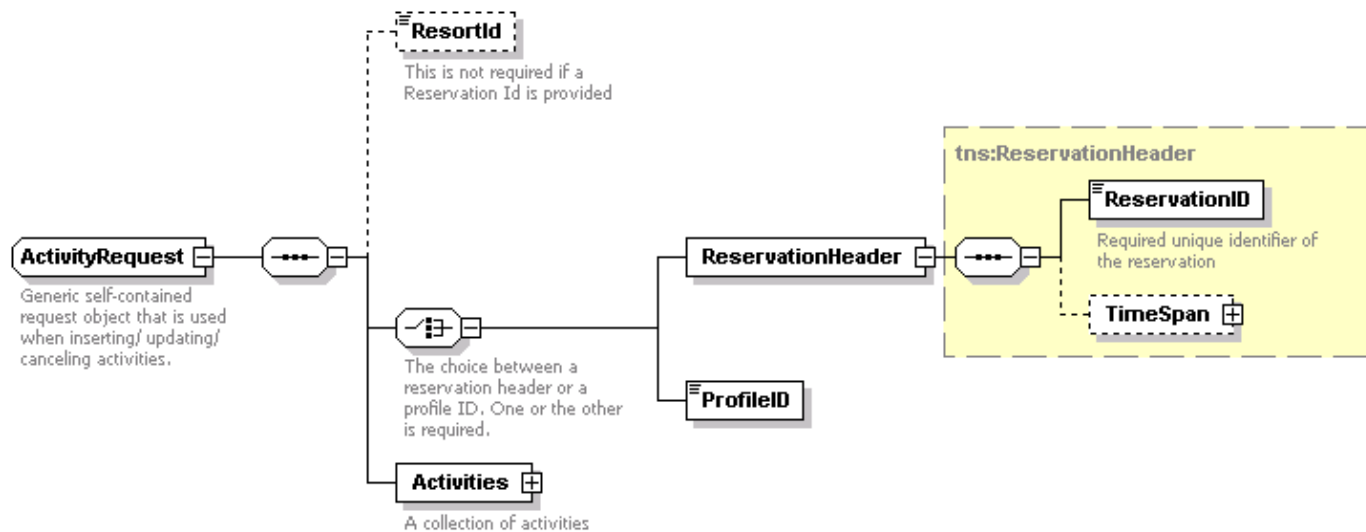 ResortId
This is not required if a
Reservation Id is provided
tns:ReservationHeader
ReservationID
Required unique identifier of
the reservation
ActivityRequest
Generic self-contained
request object that is used
when inserting/ updating/
canceling activities.
ReservationHeader
TimeSpan
The choice between a
reservation header or a
profile ID. One or the other
is required.
ProfileID
Activities
A collection of activities